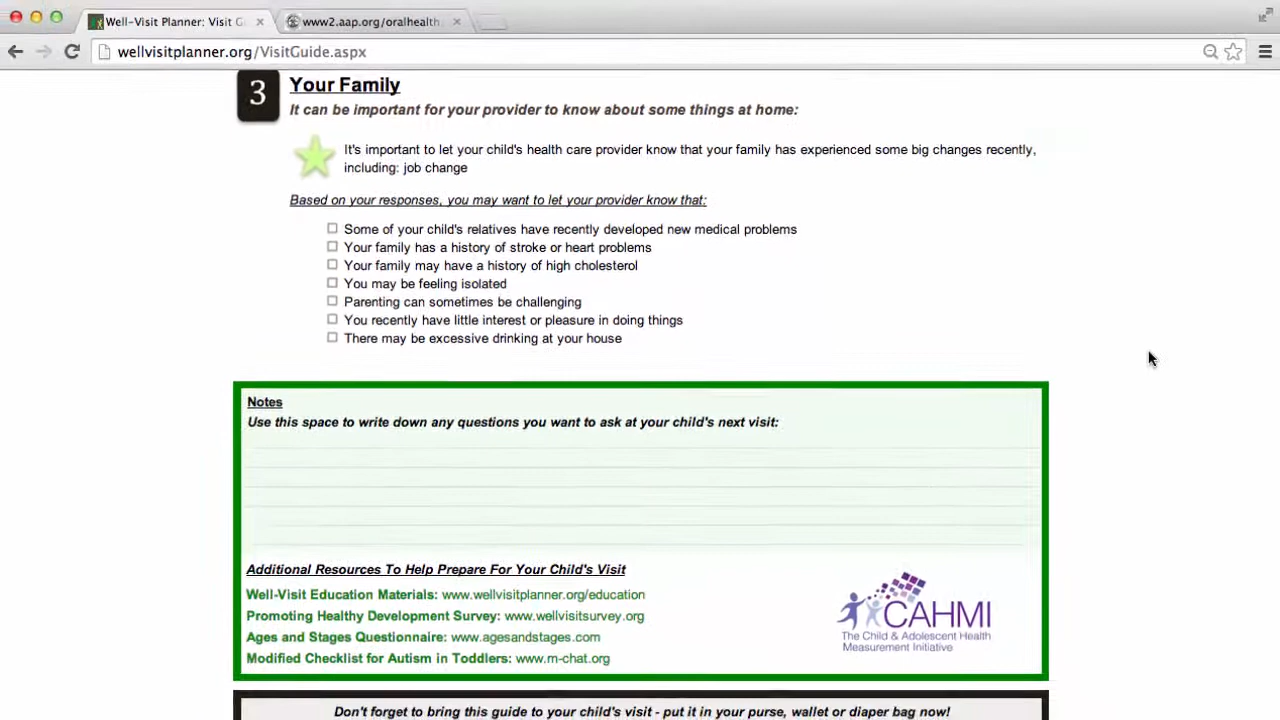 Well-Visit Planner: Visit G
www2.aap.org/oralhealth
wellvisitplanner.org/VisitGuide.aspx
3
Your Family
It can be important for your provider to know about some things at home:
It's important to let your child's health care provider know that your family has experienced some big changes recently,
including: job change
Based on your responses, you may want to let your provider know that:
Some of your child's relatives have recently developed new medical problems
Your family has a history of stroke or heart problems
Your family may have a history of high cholesterol
You may be feeling isolated
Parenting can sometimes be challenging
You recently have little interest or pleasure in doing things
There may be excessive drinking at your house
Notes
Use this space to write down any questions you want to ask at your child's next visit:
Additional Resources To Help Prepare For Your Child's Visit
Well-Visit Education Materials: www.wellvisitplanner.org/education
Promoting Healthy Development Survey: www.wellvisitsurvey.org
Ages and Stages Questionnaire: www.agesandstages.com
Modified Checklist for Autism in Toddlers: www.m-chat.org
CAHMI
The Child & Adolescent Health
Measurement Initiative
Don't forget to bring this guide to your child's visit - put it in your purse, wallet or diaper bag now!